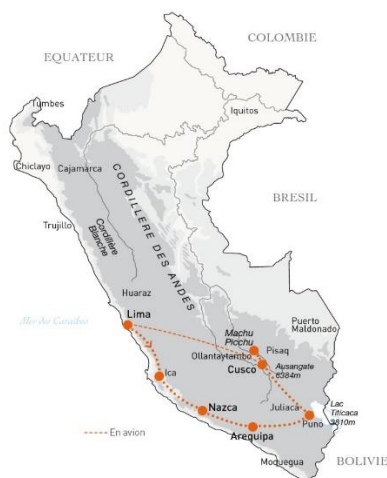 COLOMBIE
EQUATEUR
Tumbes
Iquitos
Chiclayo
Cajamarca
CORDILLERE DES ANDES
BRESIL
Trujillo
Cordillère
Blanche
Huaraz
Mer des Caraïbes
Lima
Puerto
Maldonado
Machu
Picchu
Pisaq
Ollantaytambo
Cusco
Ausangate
6384m
Ica
Lac
Titicaca
3810m
Juliaca
Nazca
Puno
En avion
Arequipa
Moquegua
BOLIVIE